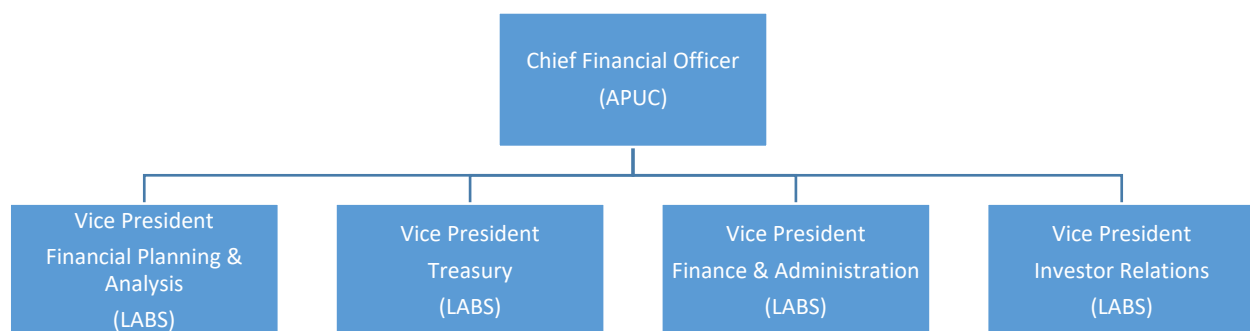 Chief Financial Officer
(APUC)
Vice President
Financial Planning &
Analysis
(LABS)
Vice President
Treasury
(LABS)
Vice President
Finance & Administration
(LABS)
Vice President
Investor Relations
(LABS)